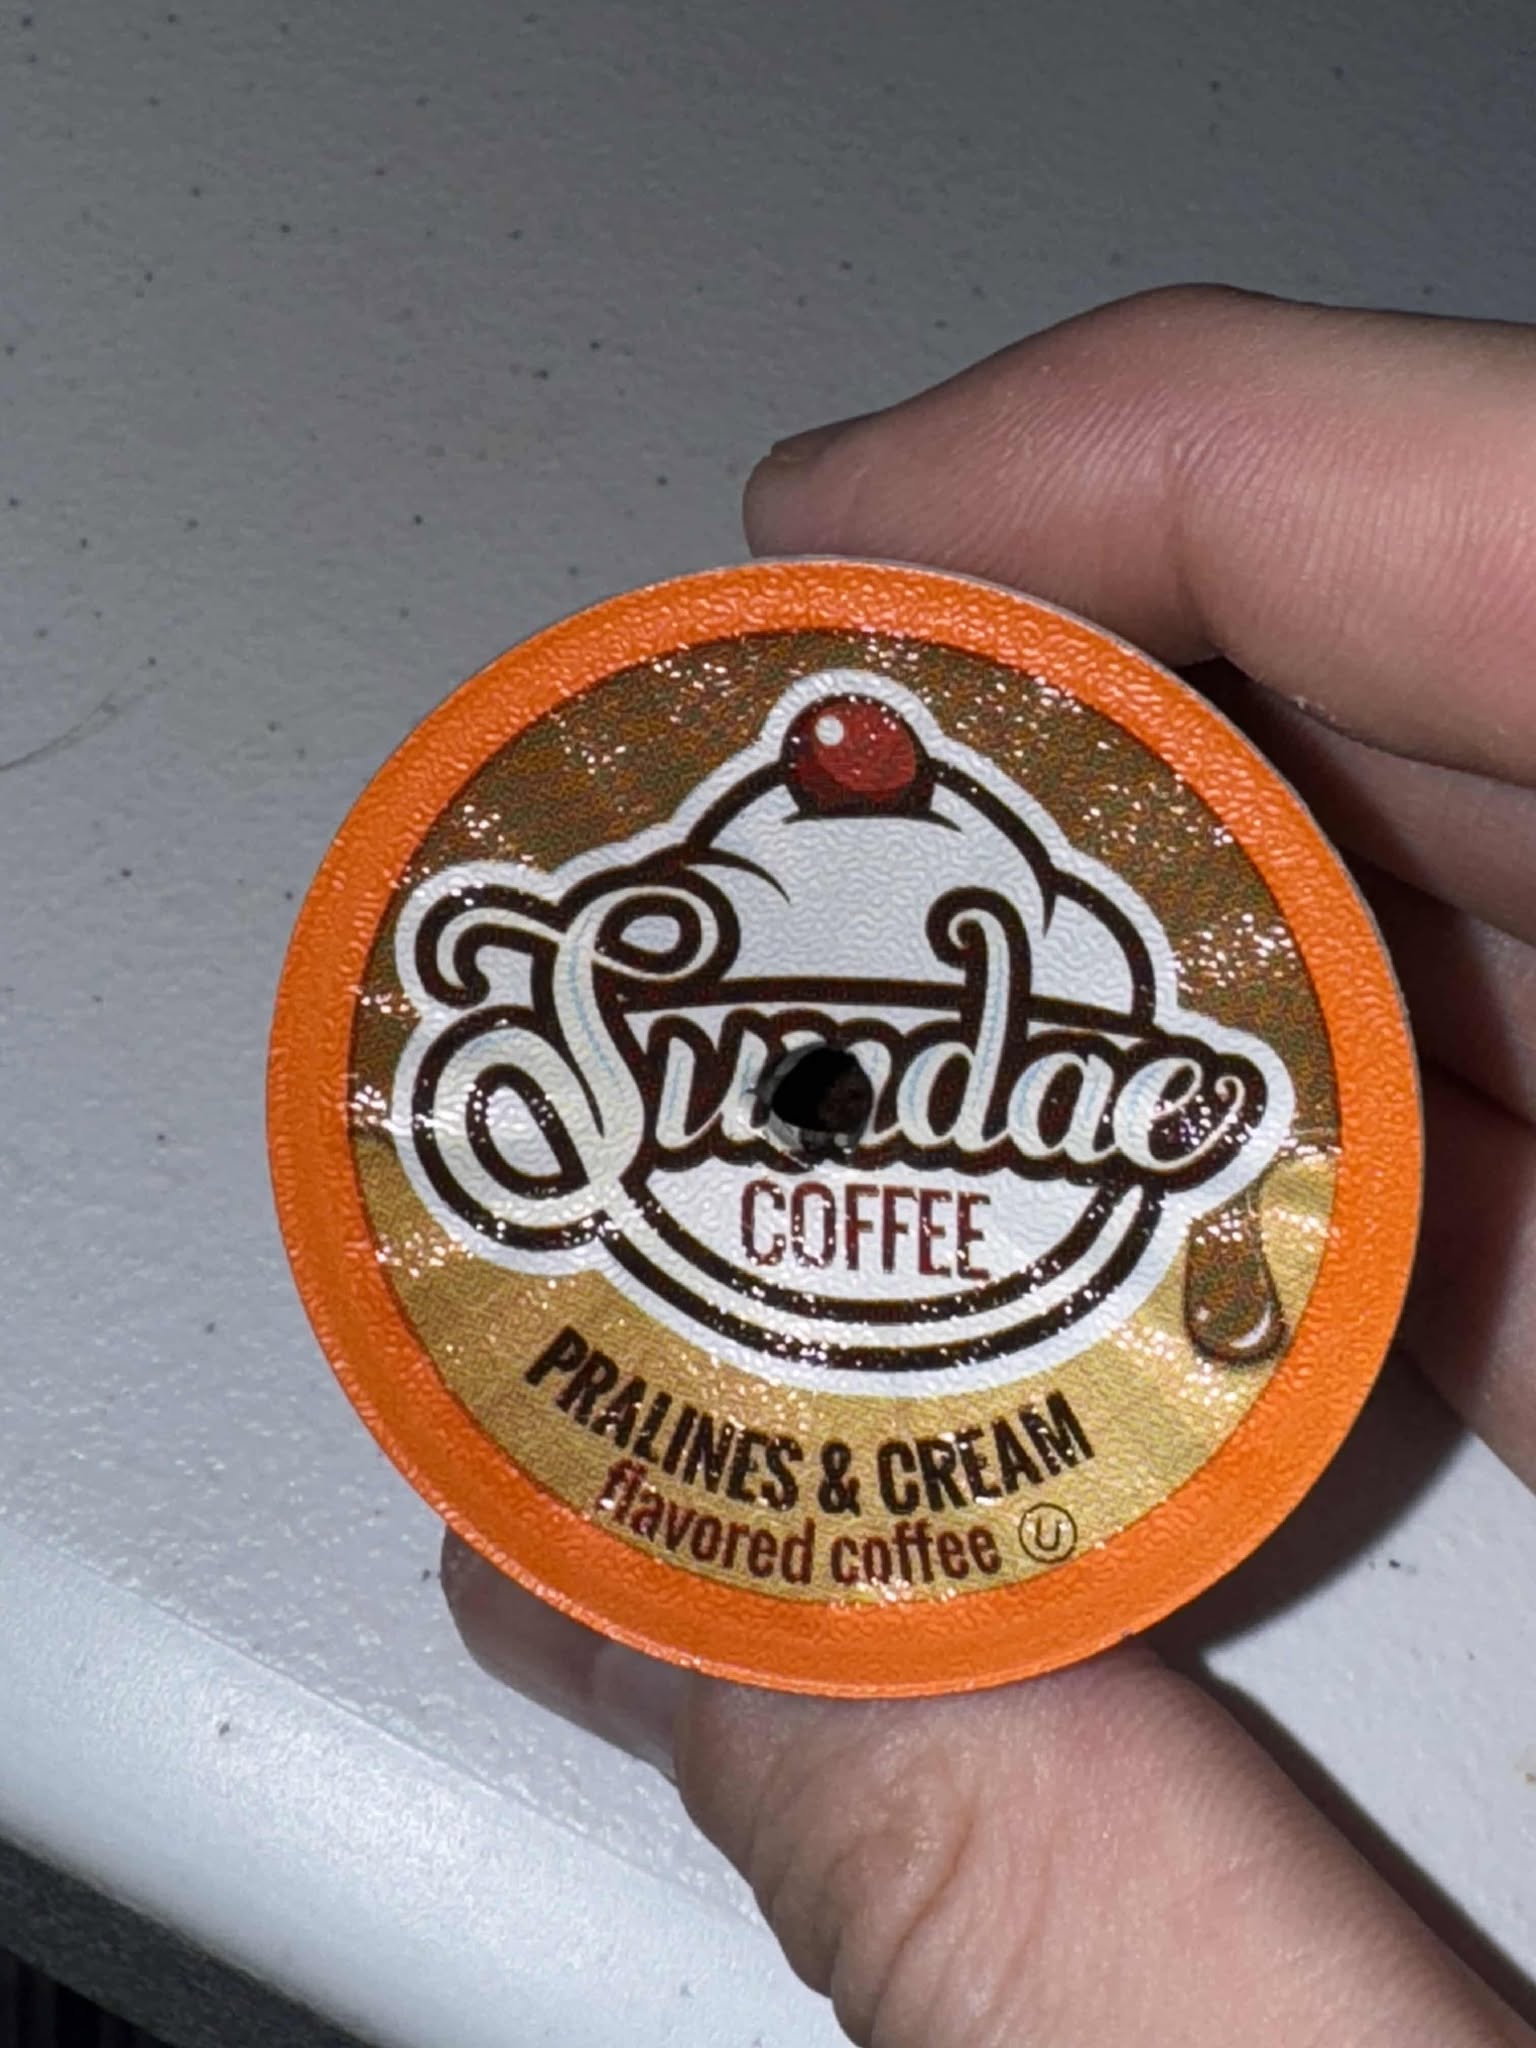 Sundae
COFFEE
PRALINES & CREAM
flavored coffee U